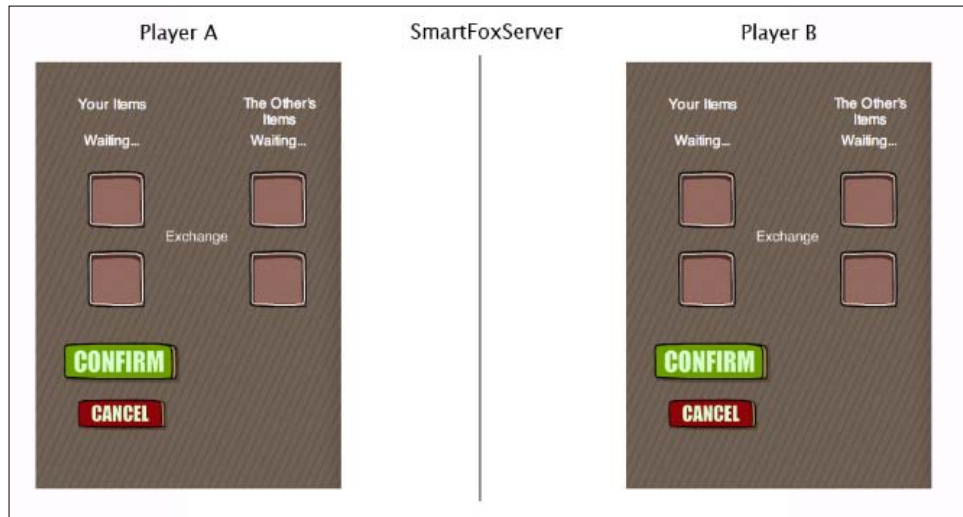 Player A
SmartFoxServer
Player B
Your Items
The Other's
Items
Waiting...
Waiting...
Exchange
CONFIRM
CANCEL
Your Items
The Other's
Items
Waiting...
Waiting...
Exchange
CONFIRM
CANCEL